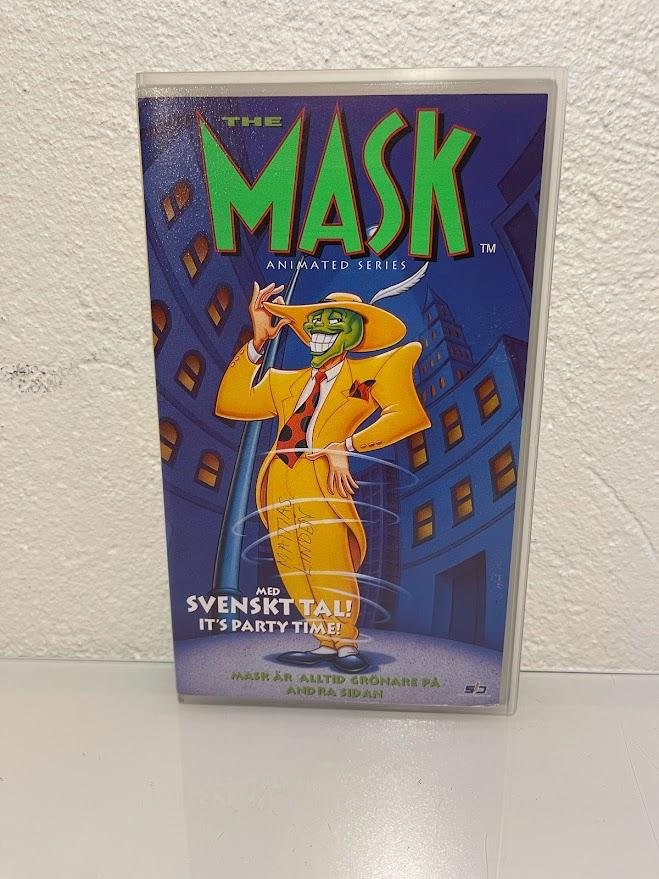 THE
MASK
TM
ANIMATED SERIES
MED
SVENSKT TAL!
IT'S PARTY TIME!
MASK ÄR ALLTID GRÖNARE PÅ
ANDRA SIDAN